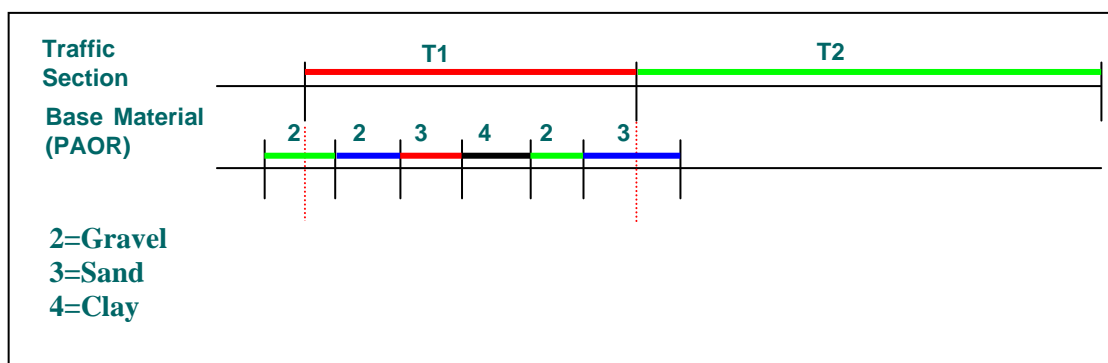 Traffic
Section
T1
T2
Base Material
(PAOR)
2
2
3
4
2
3
2=Gravel
3=Sand
4=Clay